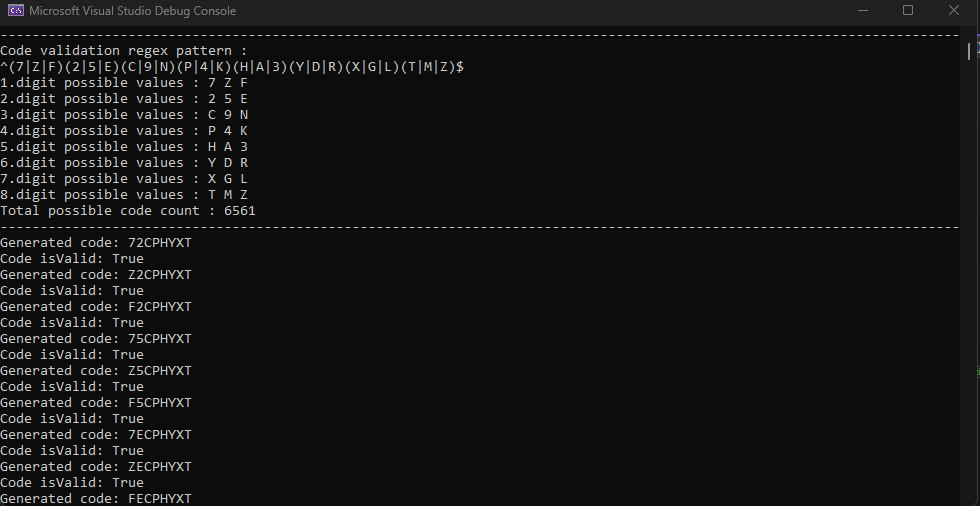 Microsoft Visual Studio Debug Console
------------------------------------------------------------------------------------------------------------------------
Code validation regex pattern :
^(7|Z|F)(2|5|E)(C|9|N)(P|4|K)(H|A|3)(Y|D|R)(X|G|L)(T|M|Z)$
1.digit possible values : 7 Z F
2.digit possible values : 2 5 E
3.digit possible values : C 9 N
4.digit possible values : P 4 K
5.digit possible values : H A 3
6.digit possible values : Y D R
7.digit possible values : X G L
8.digit possible values : T M Z
Total possible code count : 6561
------------------------------------------------------------------------------------------------------------------------
Generated code: 72CPHYXT
Code isValid: True
Generated code: Z2CPHYXT
Code isValid: True
Generated code: F2CPHYXT
Code isValid: True
Generated code: 75CPHYXT
Code isValid: True
Generated code: Z5CPHYXT
Code isValid: True
Generated code: F5CPHYXT
Code isValid: True
Generated code: 7ECPHYXT
Code isValid: True
Generated code: ZECPHYXT
Code isValid: True
Generated code: FECPHYXT